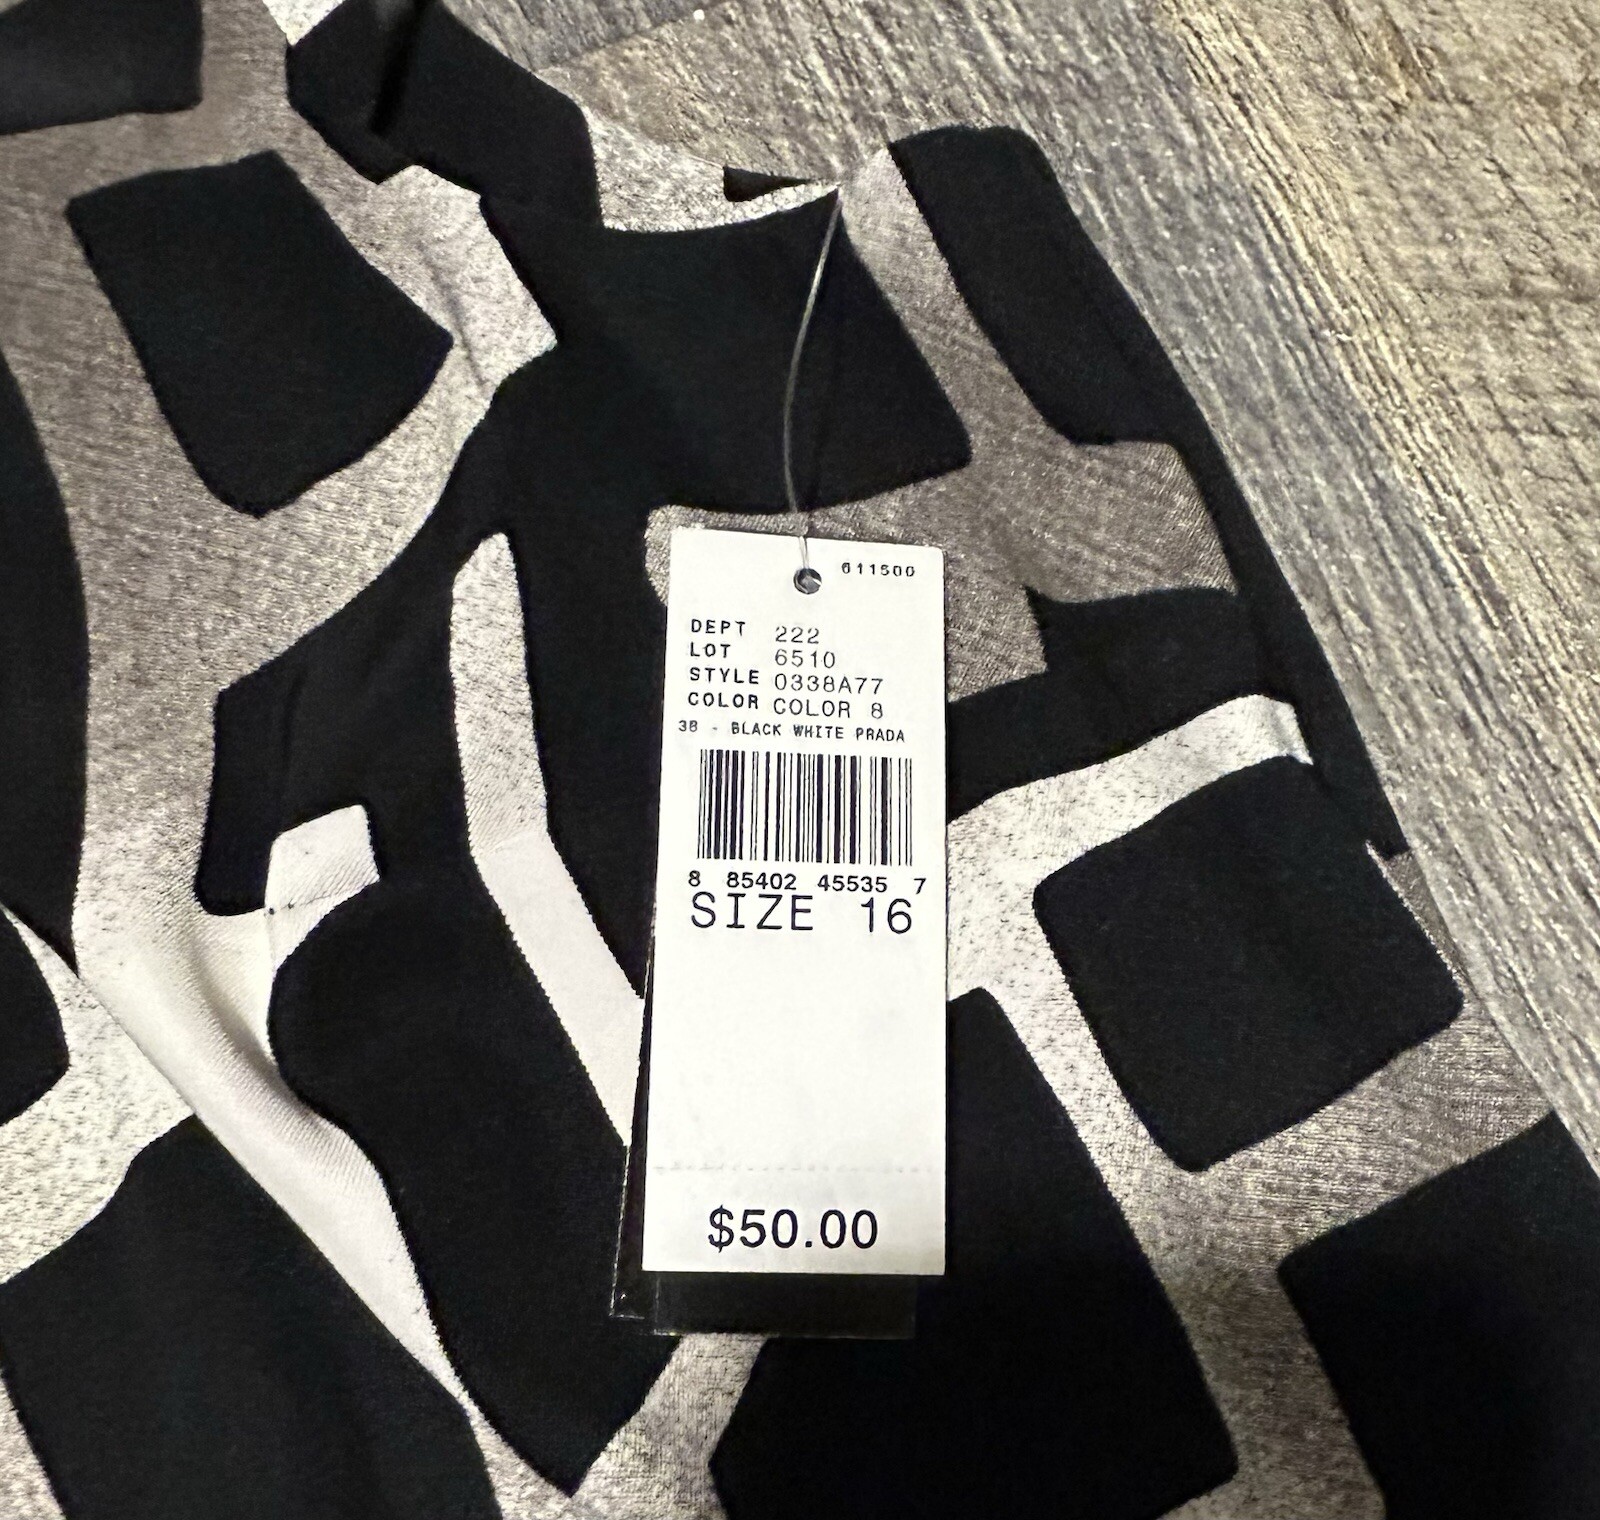 611500
DEPT 222
LOT 6510
STYLE 0338A77
COLOR COLOR 8
38 - BLACK WHITE PRADA
8 85402 45535 7
SIZE 16
$50.00